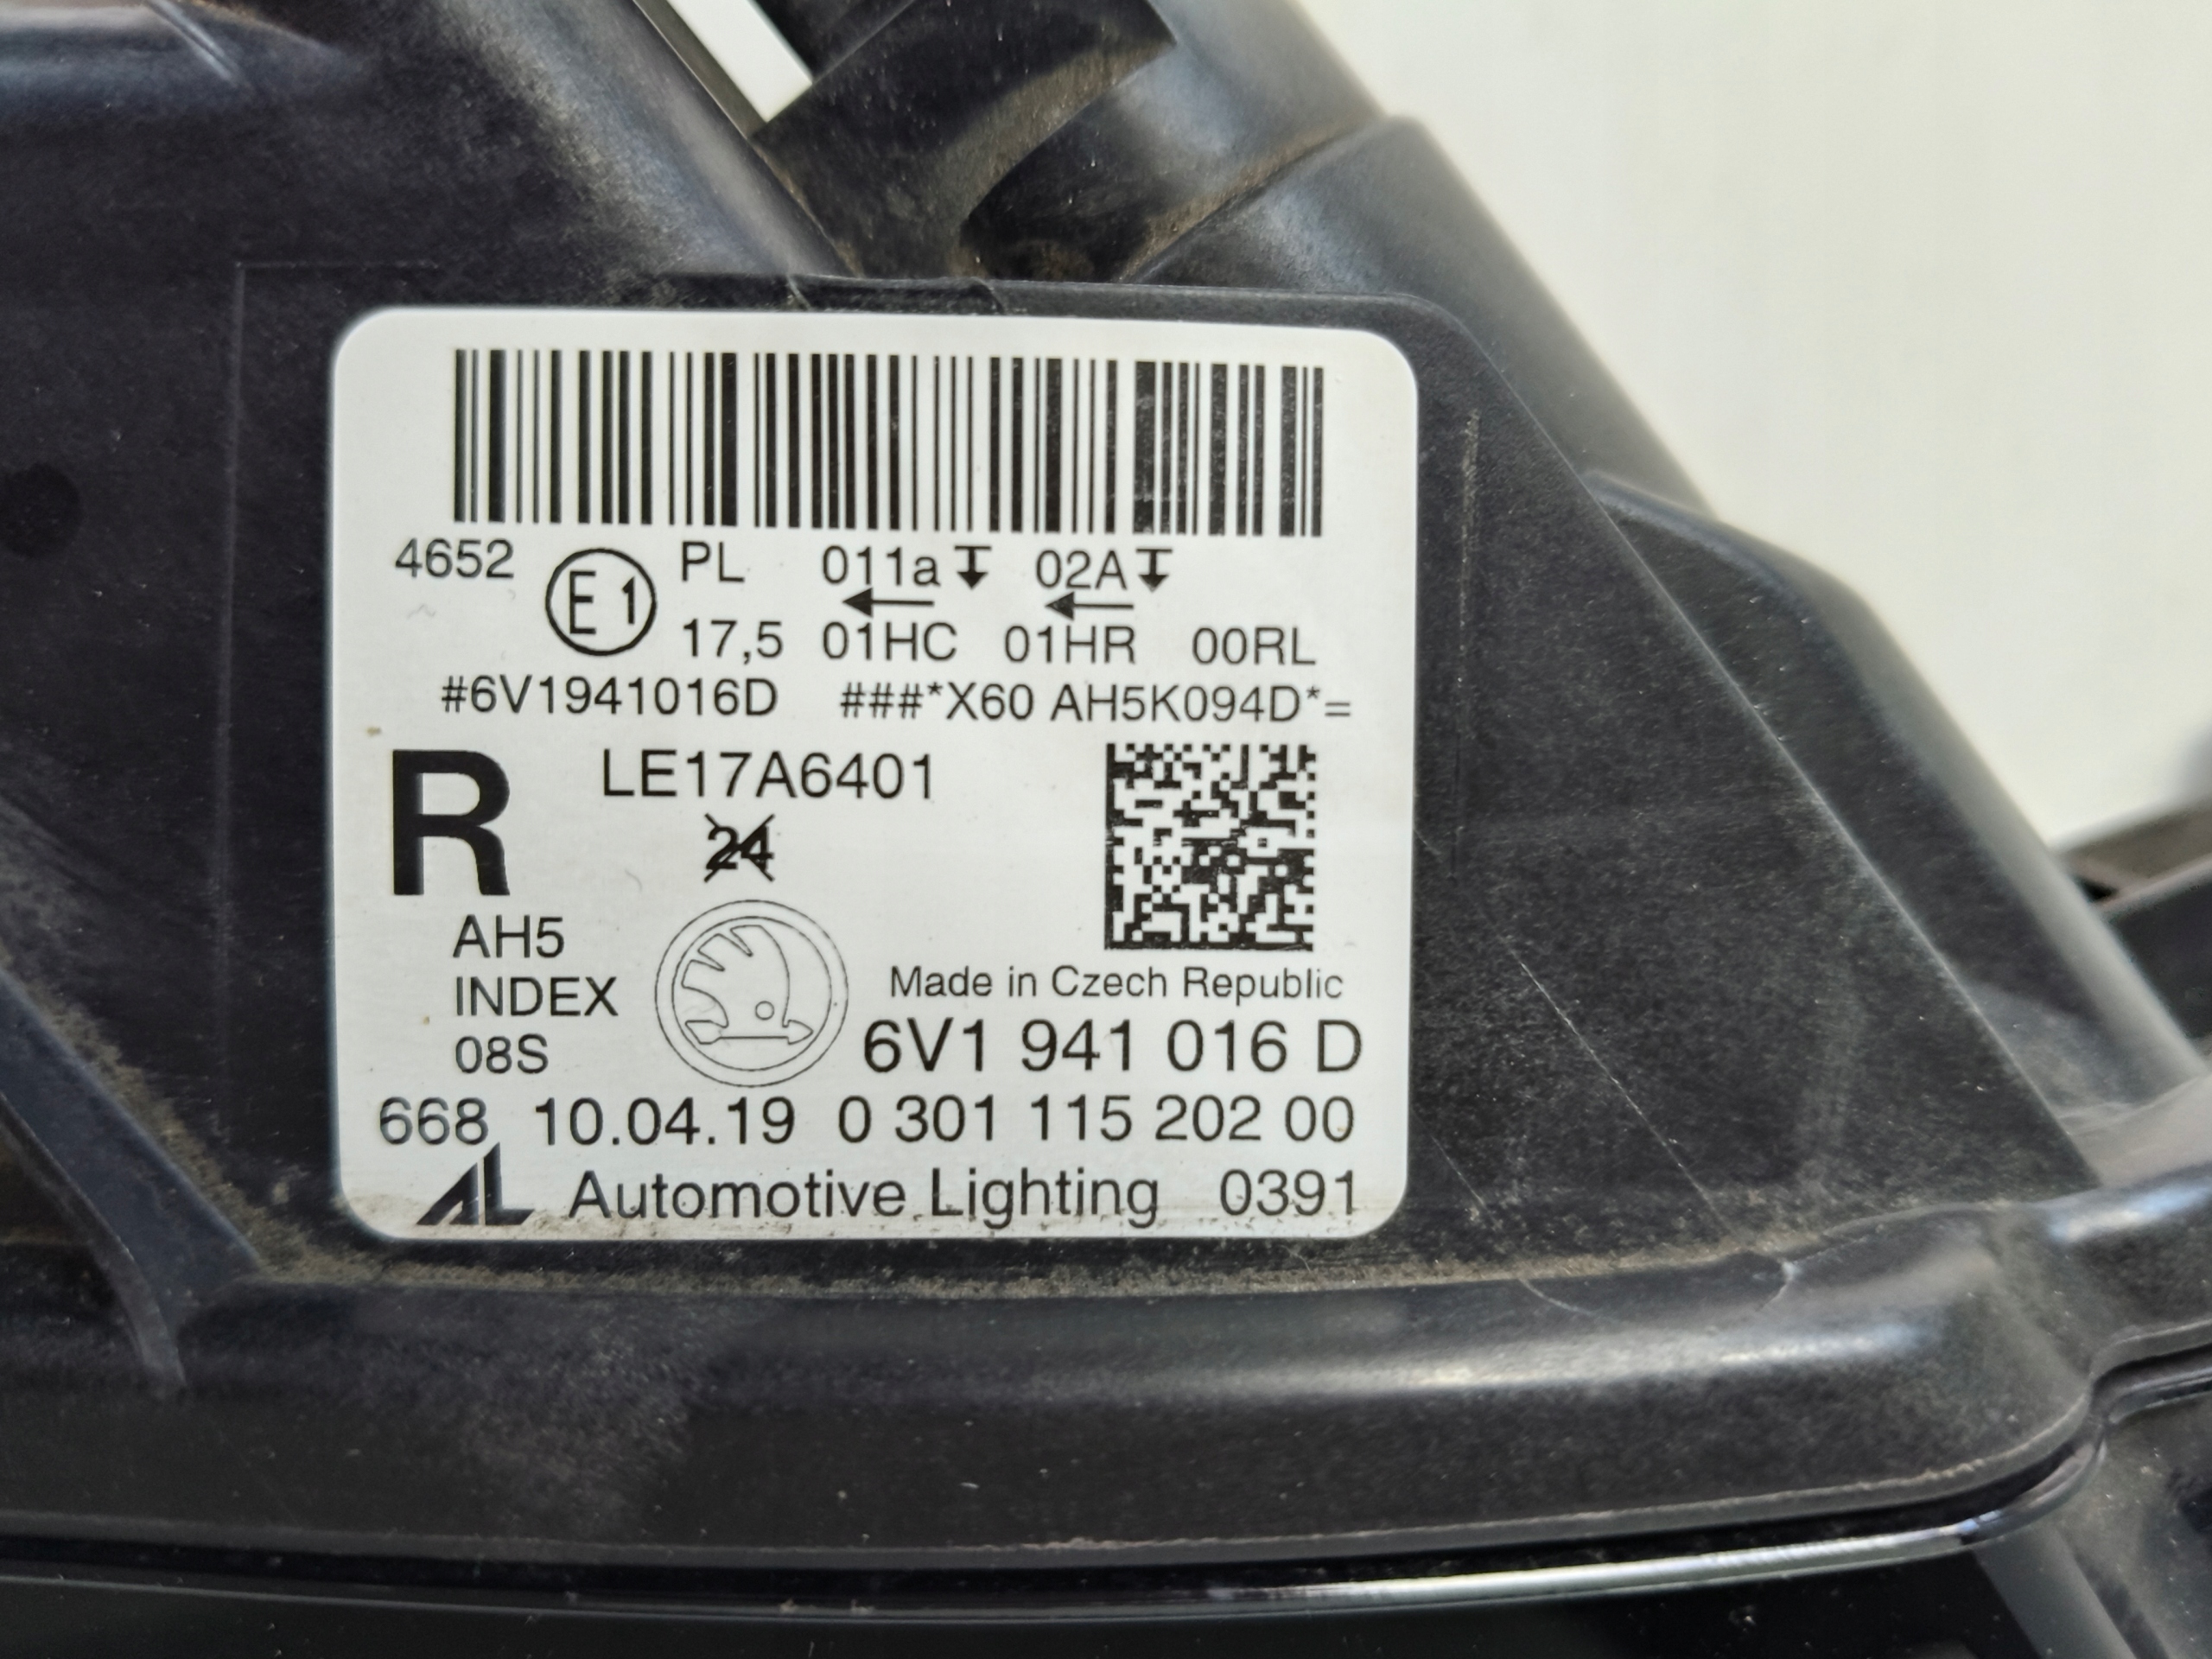 4652 E1 PL 011a 02A
17,5 01HC 01HR 00RL
#6V1941016D ###*X60 AH5K094D*=
R LE17A6401
24
AH5
INDEX Made in Czech Republic
08S 6V1 941 016 D
668 10.04.19 0 301 115 202 00
AL Automotive Lighting 0391